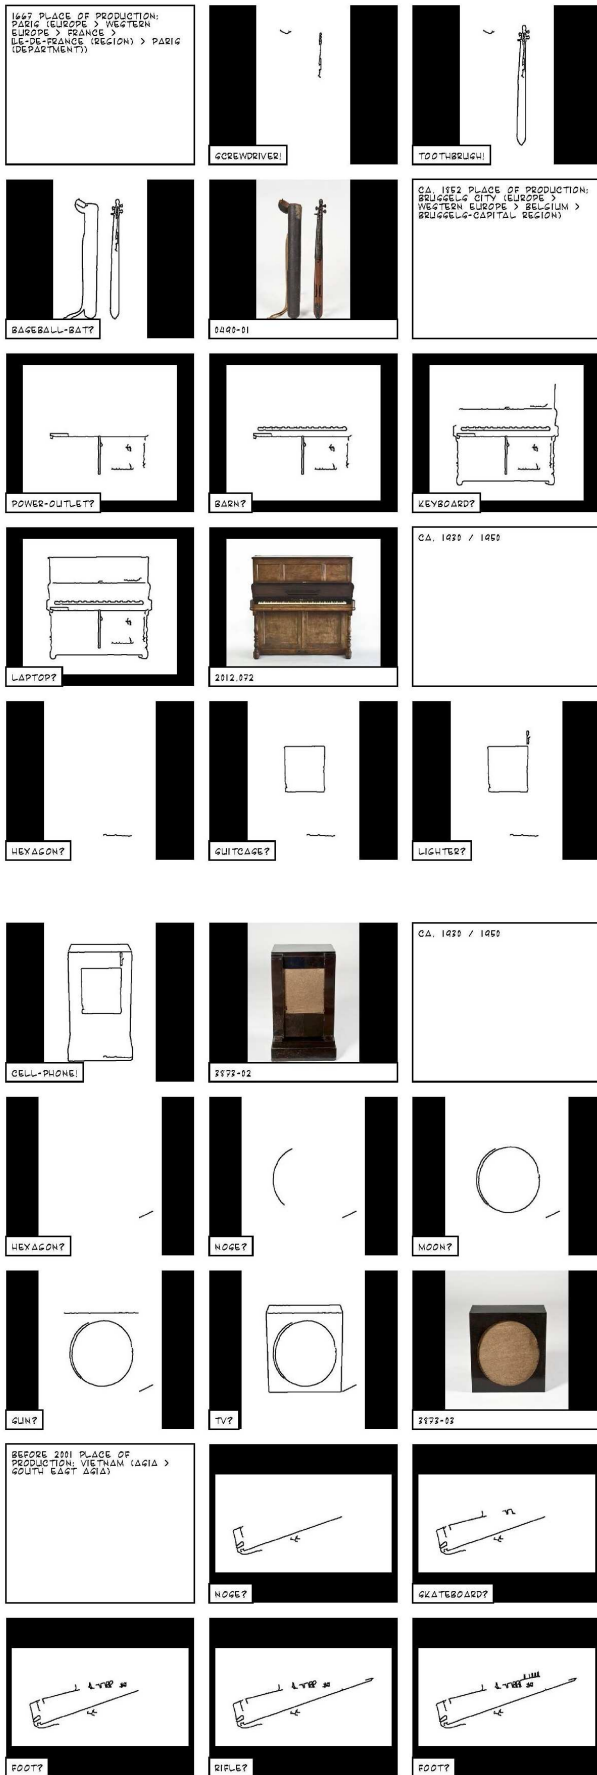 1667 PLACE OF PRODUCTION:
PARIS (EUROPE > WESTERN
EUROPE > FRANCE >
ILE-DE-FRANCE (REGION) > PARIS
(DEPARTMENT))
SCREWDRIVER!
TOOTHBRUSH!
BASEBALL-BAT?
0490-01
CA. 1852 PLACE OF PRODUCTION:
BRUSSELS CITY (EUROPE >
WESTERN EUROPE > BELGIUM >
BRUSSELS-CAPITAL REGION)
POWER-OUTLET?
BARN?
KEYBOARD?
LAPTOP?
2012.072
CA. 1930 / 1950
HEXAGON?
SUITCASE?
LIGHTER?
CELL-PHONE!
3873-02
CA. 1930 / 1950
HEXAGON?
NOSE?
MOON?
SUN?
TV?
3873-03
BEFORE 2001 PLACE OF
PRODUCTION: VIETNAM (ASIA >
SOUTH EAST ASIA)
NOSE?
SKATEBOARD?
FOOT?
RIFLE?
FOOT?